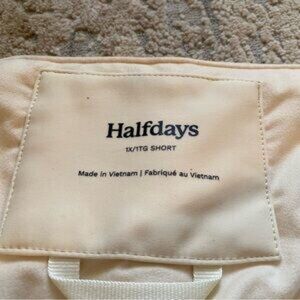 Halfdays
1X/1TG SHORT
Made in Vietnam | Fabriqué au Vietnam